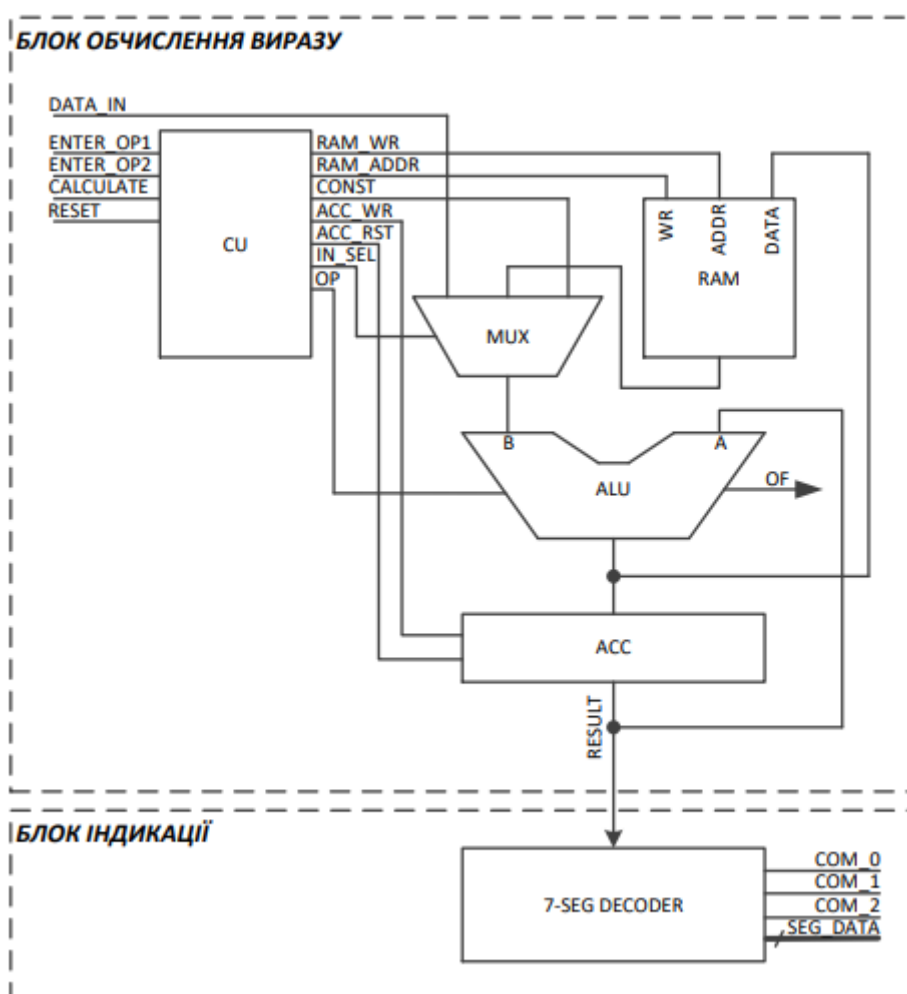 БЛОК ОБЧИСЛЕННЯ ВИРАЗУ
DATA_IN
ENTER_OP1
ENTER_OP2
CALCULATE
RESET
CU
RAM_WR
RAM_ADDR
CONST
ACC_WR
ACC_RST
IN_SEL
OP
WR
ADDR
DATA
RAM
MUX
B
A
ALU
OF
ACC
RESULT
БЛОК ІНДИКАЦІЇ
7-SEG DECODER
COM_0
COM_1
COM_2
SEG_DATA